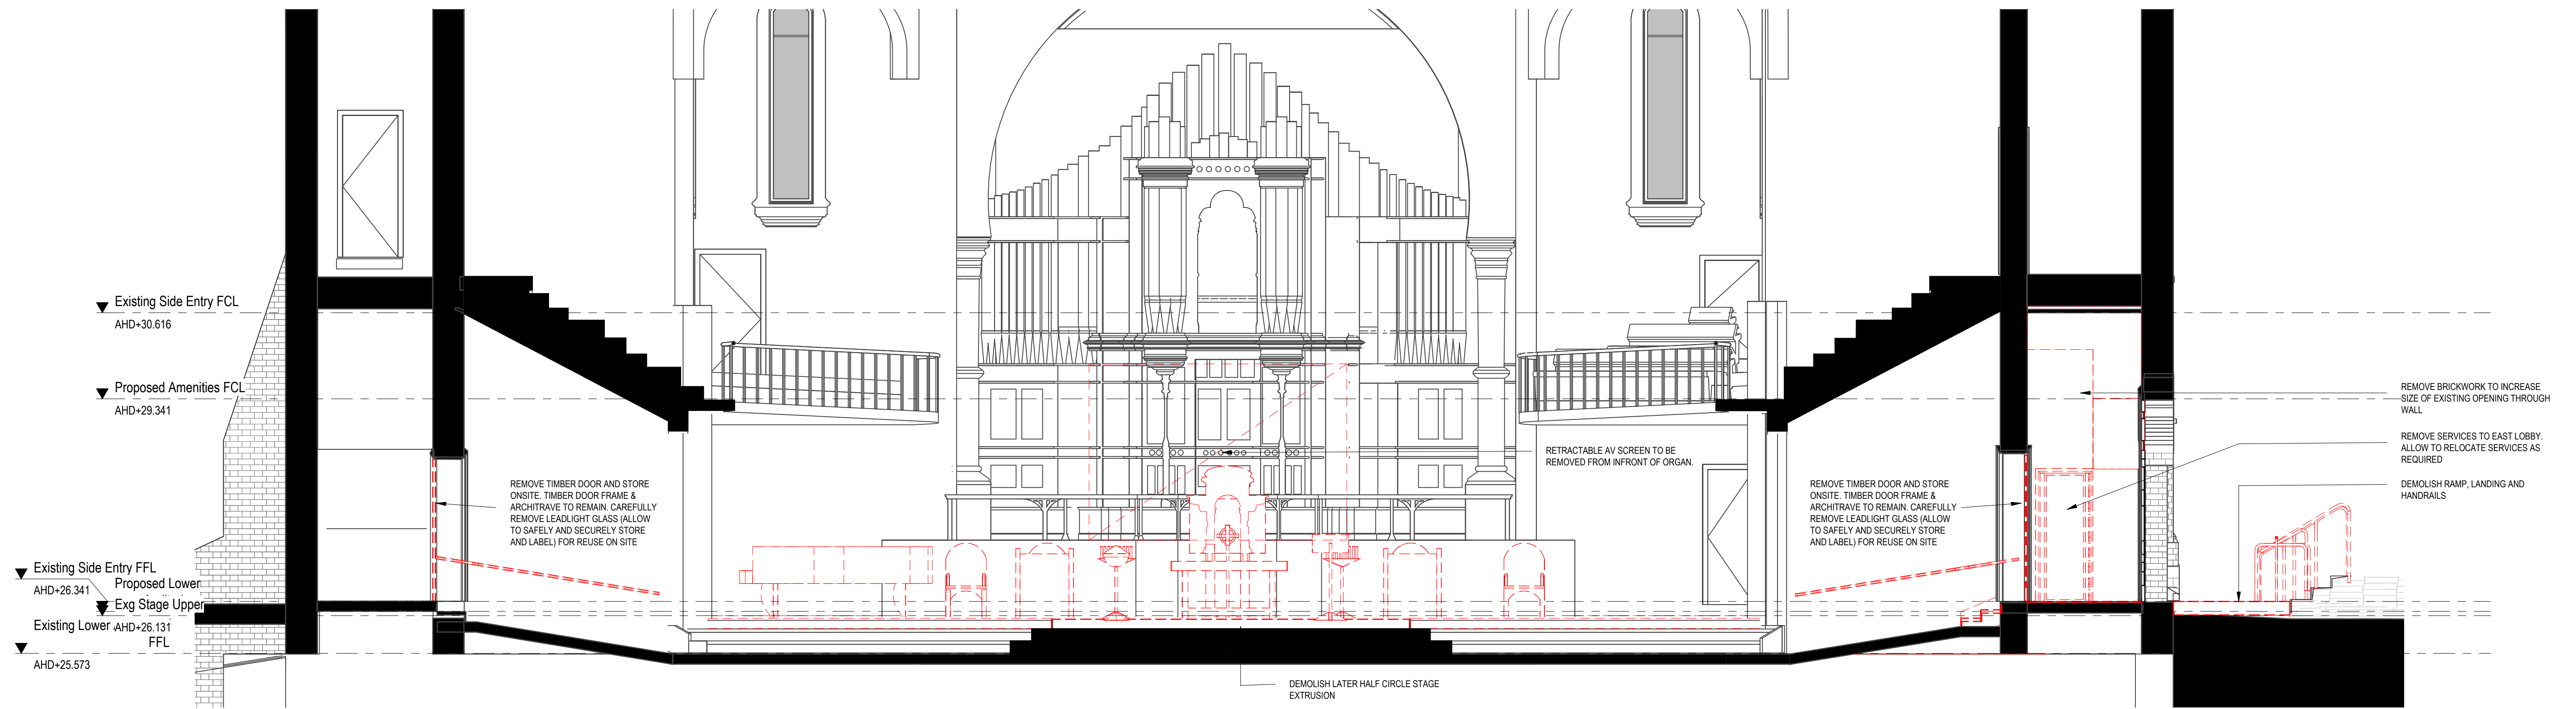 Existing Side Entry FCL
AHD+30.616
Proposed Amenities FCL
AHD+29.341
Existing Side Entry FFL
AHD+26.341
Proposed Lower
Exg Stage Upper
Existing Lower
AHD+26.131
FFL
AHD+25.573
REMOVE TIMBER DOOR AND STORE
ONSITE. TIMBER DOOR FRAME &
ARCHITRAVE TO REMAIN. CAREFULLY
REMOVE LEADLIGHT GLASS (ALLOW
TO SAFELY AND SECURELY STORE
AND LABEL) FOR REUSE ON SITE
RETRACTABLE AV SCREEN TO BE
REMOVED FROM INFRONT OF ORGAN.
DEMOLISH LATER HALF CIRCLE STAGE
EXTRUSION
REMOVE TIMBER DOOR AND STORE
ONSITE. TIMBER DOOR FRAME &
ARCHITRAVE TO REMAIN. CAREFULLY
REMOVE LEADLIGHT GLASS (ALLOW
TO SAFELY AND SECURELY STORE
AND LABEL) FOR REUSE ON SITE
REMOVE BRICKWORK TO INCREASE
SIZE OF EXISTING OPENING THROUGH
WALL
REMOVE SERVICES TO EAST LOBBY.
ALLOW TO RELOCATE SERVICES AS
REQUIRED
DEMOLISH RAMP, LANDING AND
HANDRAILS